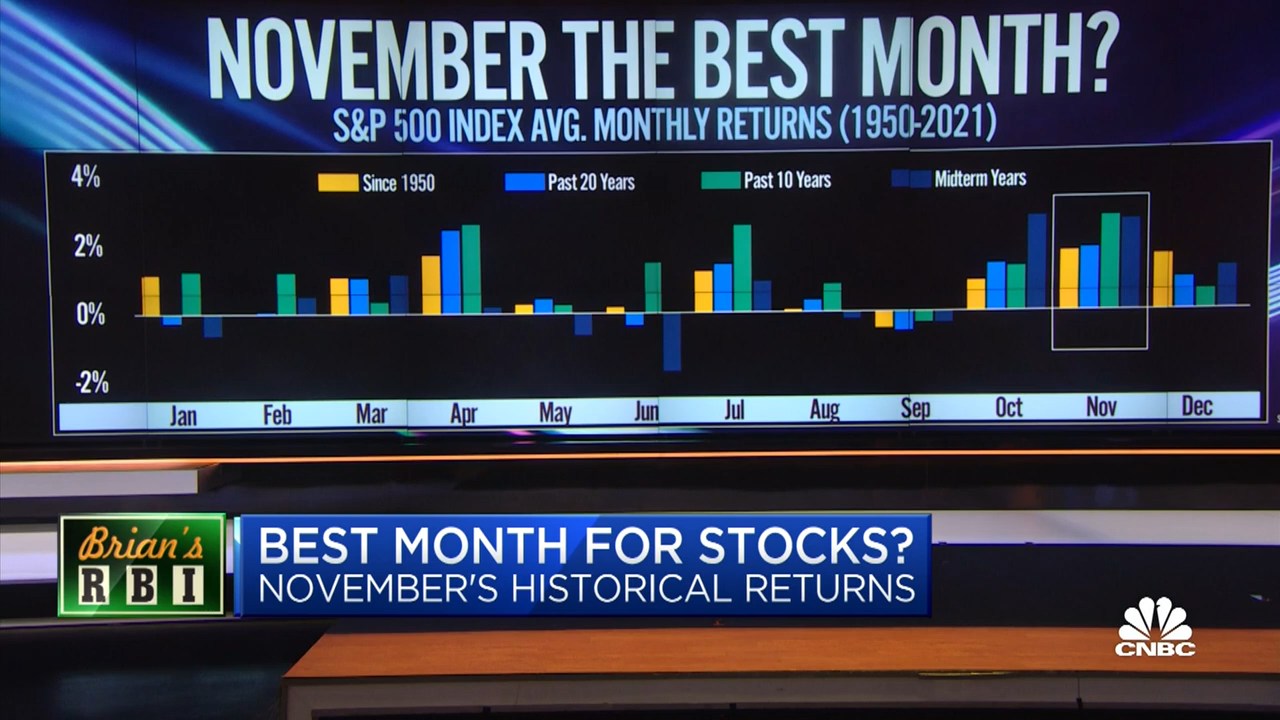 NOVEMBER THE BEST MONTH?
S&P 500 INDEX AVG. MONTHLY RETURNS (1950-2021)
4%
Since 1950 Past 20 Years Past 10 Years Midterm Years
2%
0%
-2%
Jan Feb Mar Apr May Jun Jul Aug Sep Oct Nov Dec
Brian's
RBI
BEST MONTH FOR STOCKS?
NOVEMBER'S HISTORICAL RETURNS
CNBC